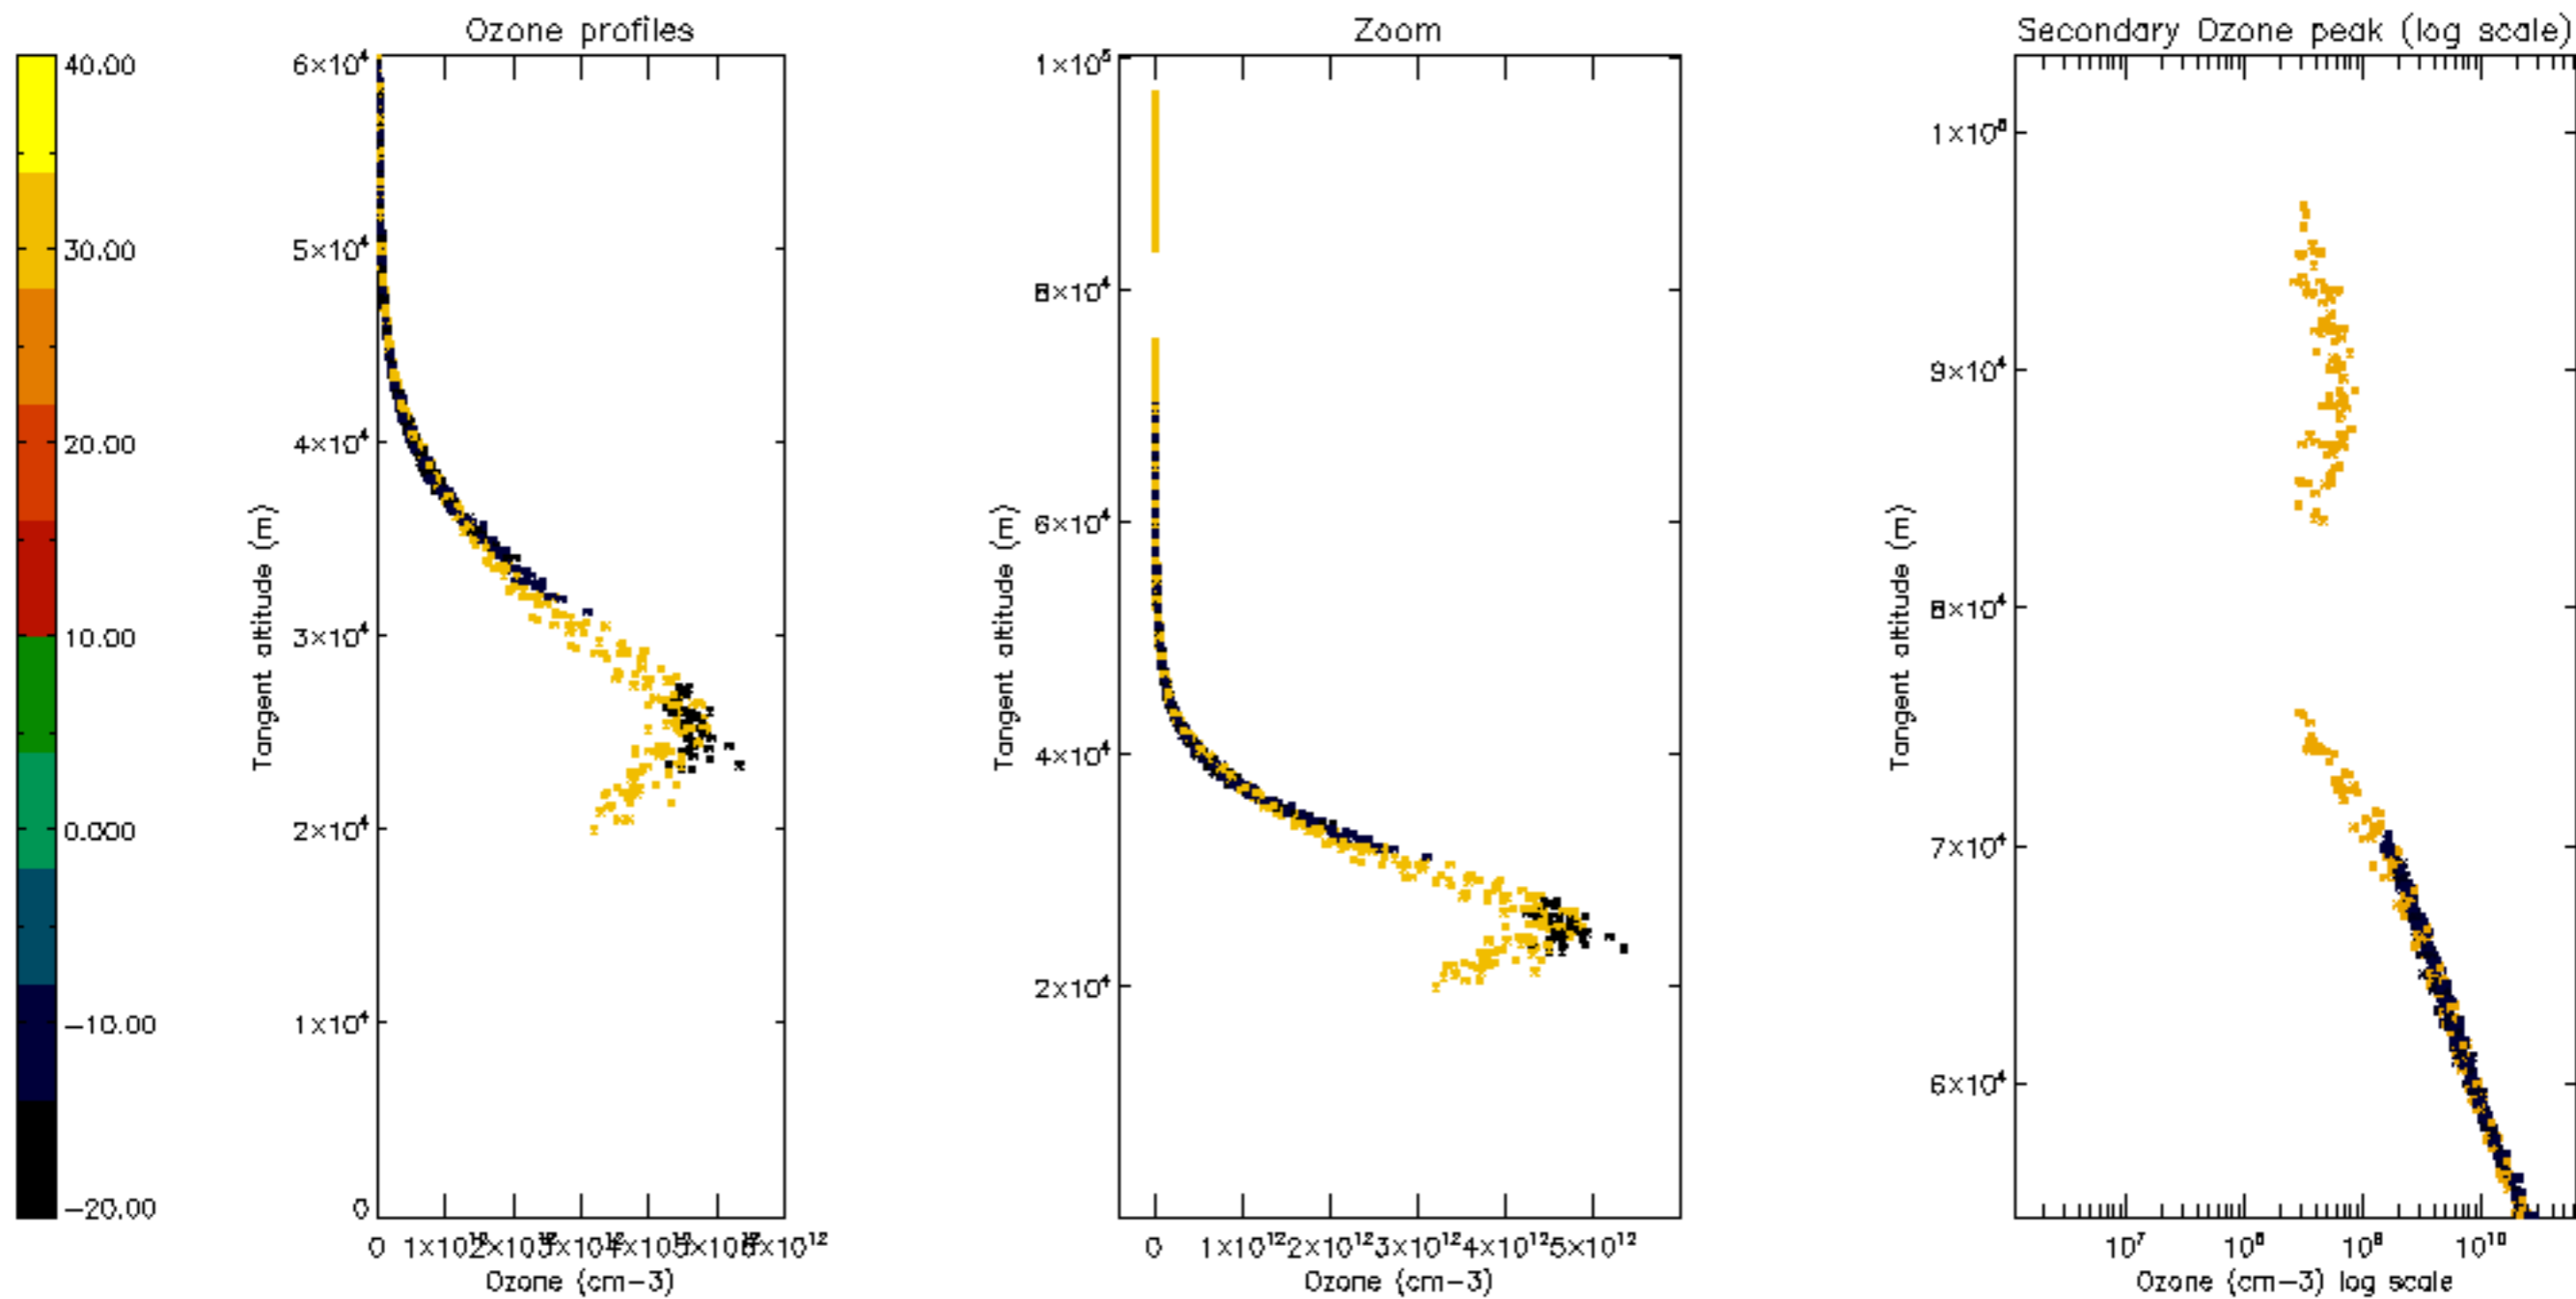 Ozone profiles
Zoom
Secondary Ozone peak (log scale)
40.00
30.00
20.00
10.00
0.000
-10.00
-20.00
6×10⁴
5×10⁴
4×10⁴
3×10⁴
2×10⁴
1×10⁴
0
Tangent altitude (m)
0
6×10¹²
Ozone (cm-3)
1×10⁵
8×10⁴
6×10⁴
4×10⁴
2×10⁴
Tangent altitude (m)
0 1×10¹² 2×10¹² 3×10¹² 4×10¹² 5×10¹²
Ozone (cm-3)
9×10⁴
8×10⁴
7×10⁴
6×10⁴
Tangent altitude (m)
10⁷ 10⁸ 10⁹ 10¹⁰
Ozone (cm-3) log scale